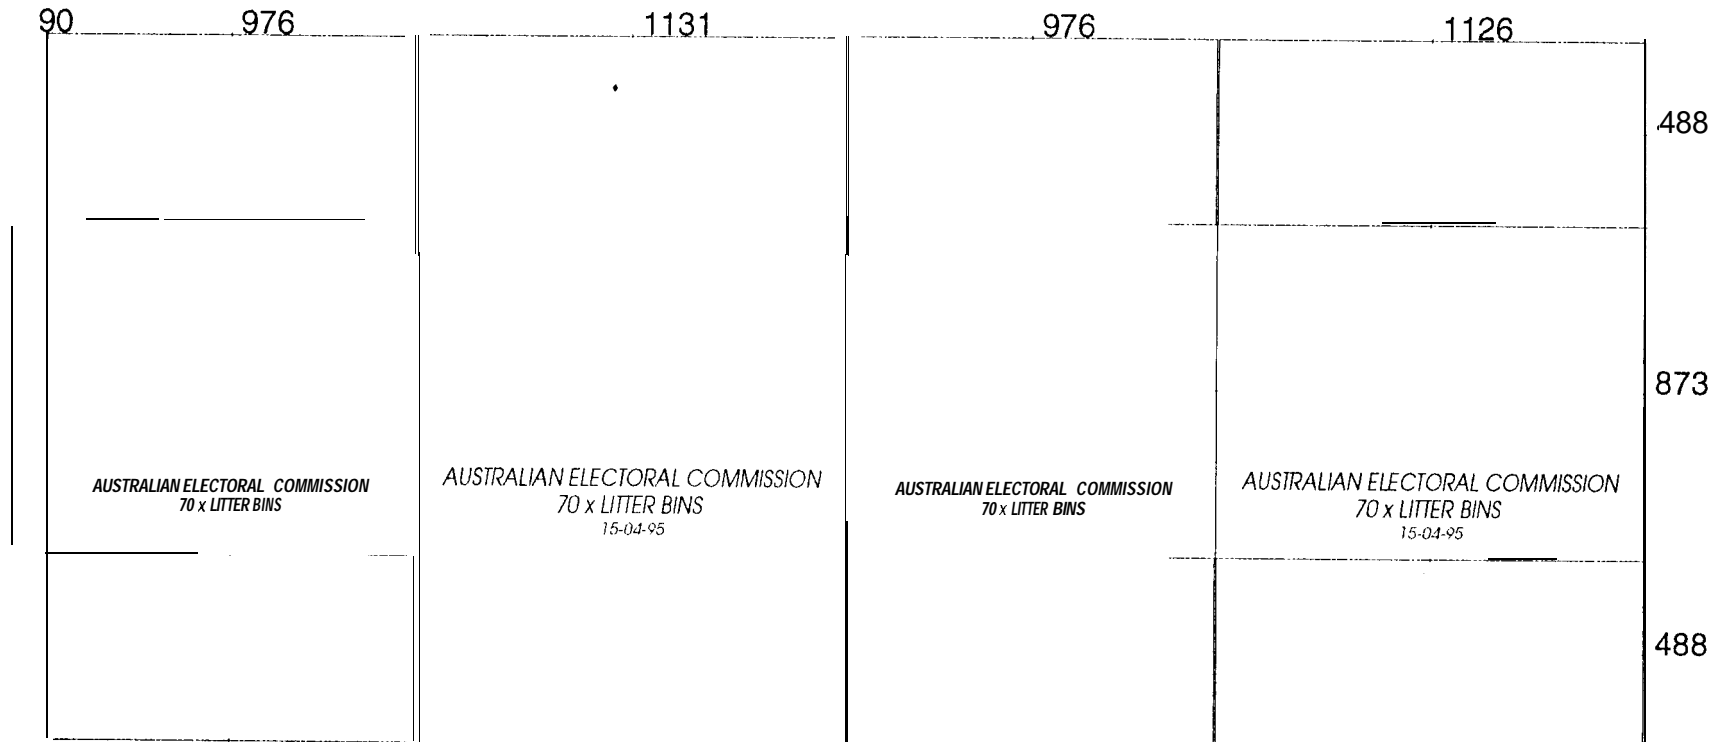 90 976 1131 976 1126
488
873
AUSTRALIAN ELECTORAL COMMISSION
70 x LITTER BINS
AUSTRALIAN ELECTORAL COMMISSION
70 x LITTER BINS
15-04-95
AUSTRALIAN ELECTORAL COMMISSION
70 x LITTER BINS
AUSTRALIAN ELECTORAL COMMISSION
70 x LITTER BINS
15-04-95
488